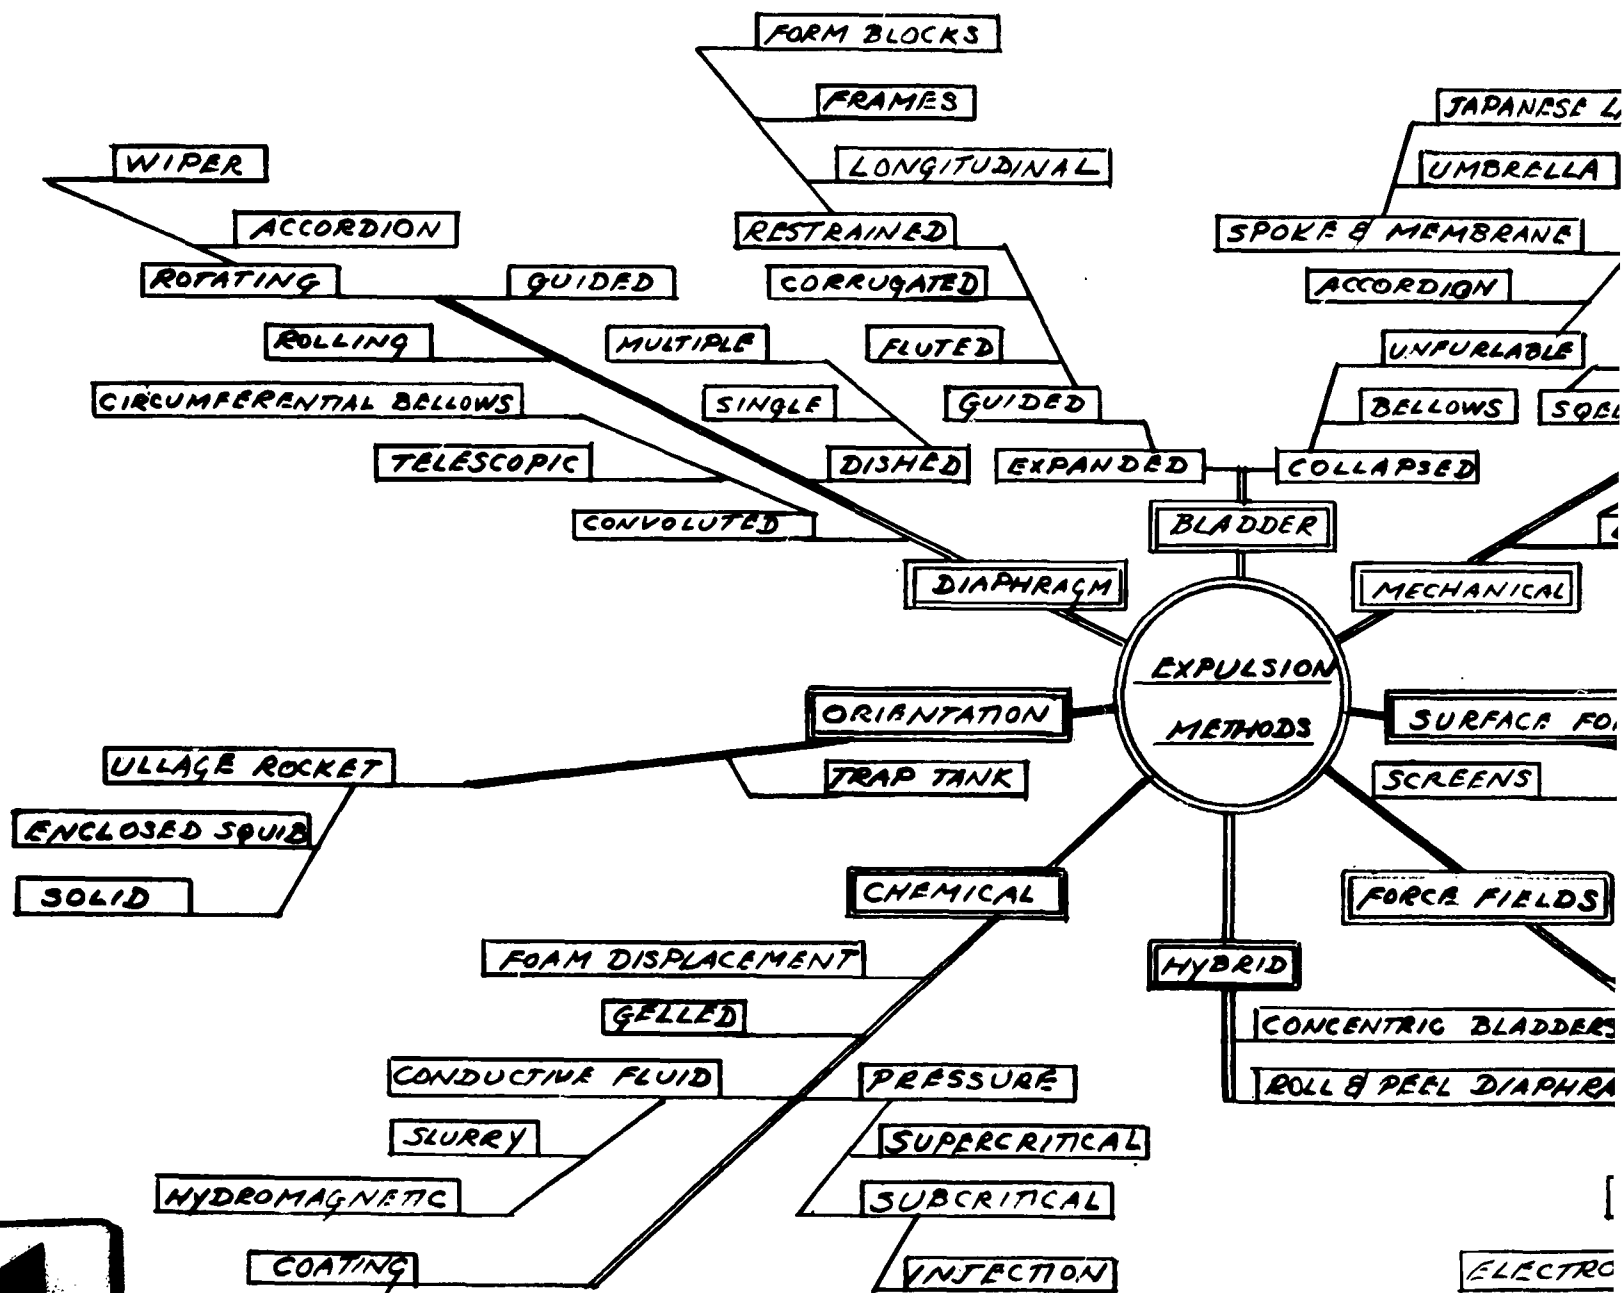 FORM BLOCKS
FRAMES
JAPANESE
LONGITUDINAL
UMBRELLA
WIPER
ACCORDION
RESTRAINED
SPOKE & MEMBRANE
ROTATING
GUIDED
CORRUGATED
ACCORDION
ROLLING
MULTIPLE
FLUTED
UNFURLABLE
CIRCUMFERENTIAL BELLOWS
SINGLE
GUIDED
BELLOWS
TELESCOPIC
DISHED
EXPANDED
COLLAPSED
CONVOLUTED
BLADDER
DIAPHRAGM
MECHANICAL
EXPULSION
METHODS
ORIENTATION
SURFACE
ULLAGE ROCKET
TRAP TANK
SCREENS
ENCLOSED SQUIB
SOLID
CHEMICAL
FORCE FIELDS
FOAM DISPLACEMENT
HYBRID
GELLED
CONCENTRIC BLADDERS
CONDUCTIVE FLUID
PRESSURE
ROLL & PEEL
SLURRY
SUPERCRITICAL
HYDROMAGNETIC
SUBCRITICAL
COATING
INJECTION
ELECTRO